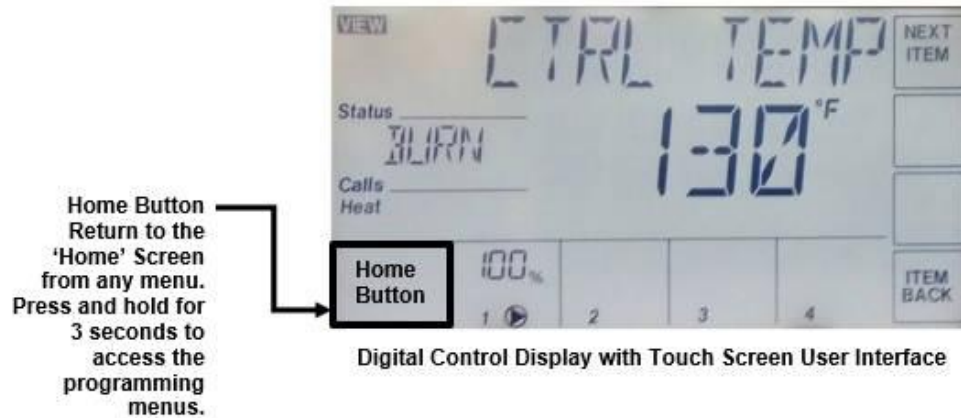 VIEW
CTRL TEMP
NEXT
ITEM
Status
BURN
130 °F
Calls
Heat
Home Button
Return to the
‘Home’ Screen
from any menu.
Press and hold for
3 seconds to
access the
programming
menus.
Home
Button
100%
1
2
3
4
ITEM
BACK
Digital Control Display with Touch Screen User Interface